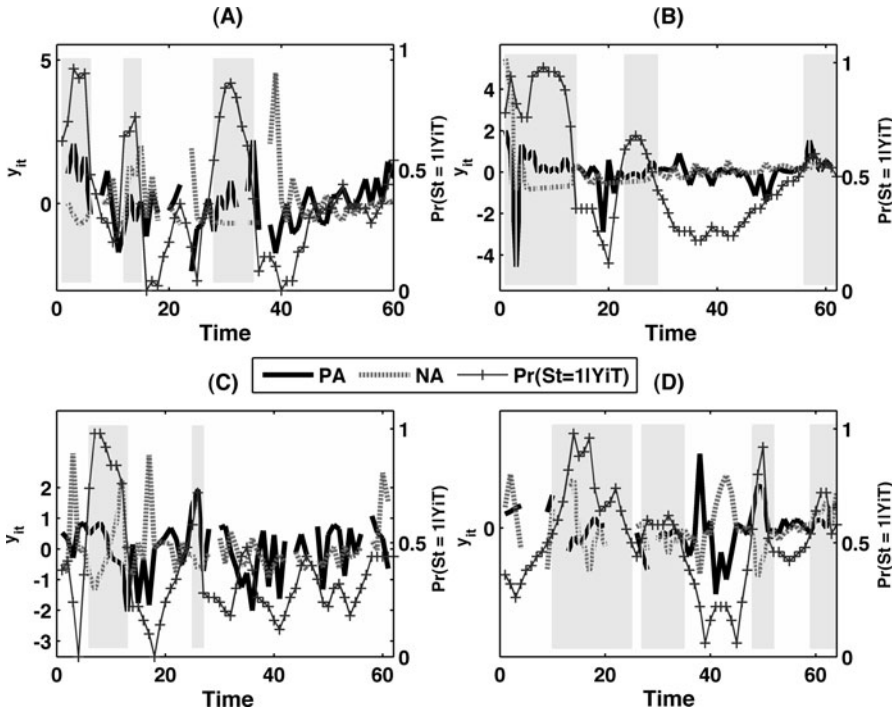 (A)
(B)
5
0
y_it
1
0.5
0
Pr(St = 1|YiT)
0 20 40 60
Time
4
2
0
-2
-4
y_it
1
0.5
0
Pr(St = 1|YiT)
0 20 40 60
Time
PA NA Pr(St=1|YiT)
(C)
(D)
2
1
0
-1
-2
-3
y_it
1
0.5
0
Pr(St = 1|YiT)
0 20 40 60
Time
0
y_it
1
0.5
0
Pr(St = 1|YiT)
0 20 40 60
Time